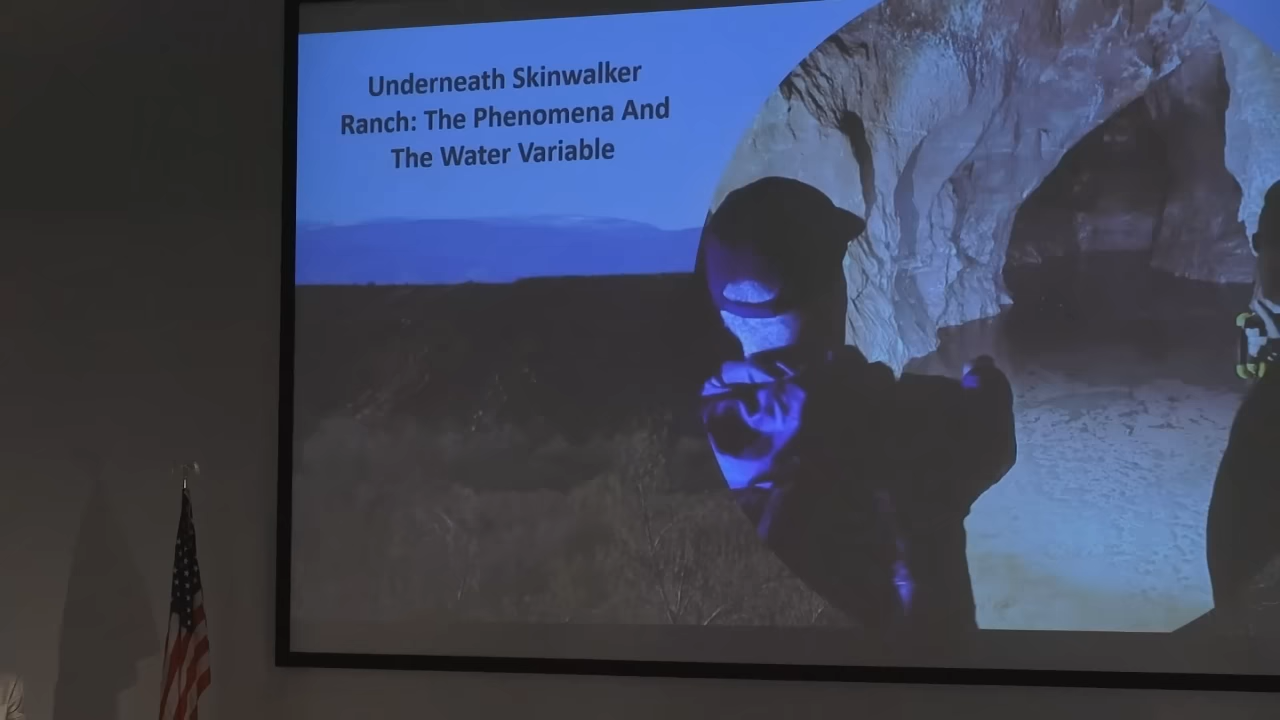 Underneath Skinwalker
Ranch: The Phenomena And
The Water Variable